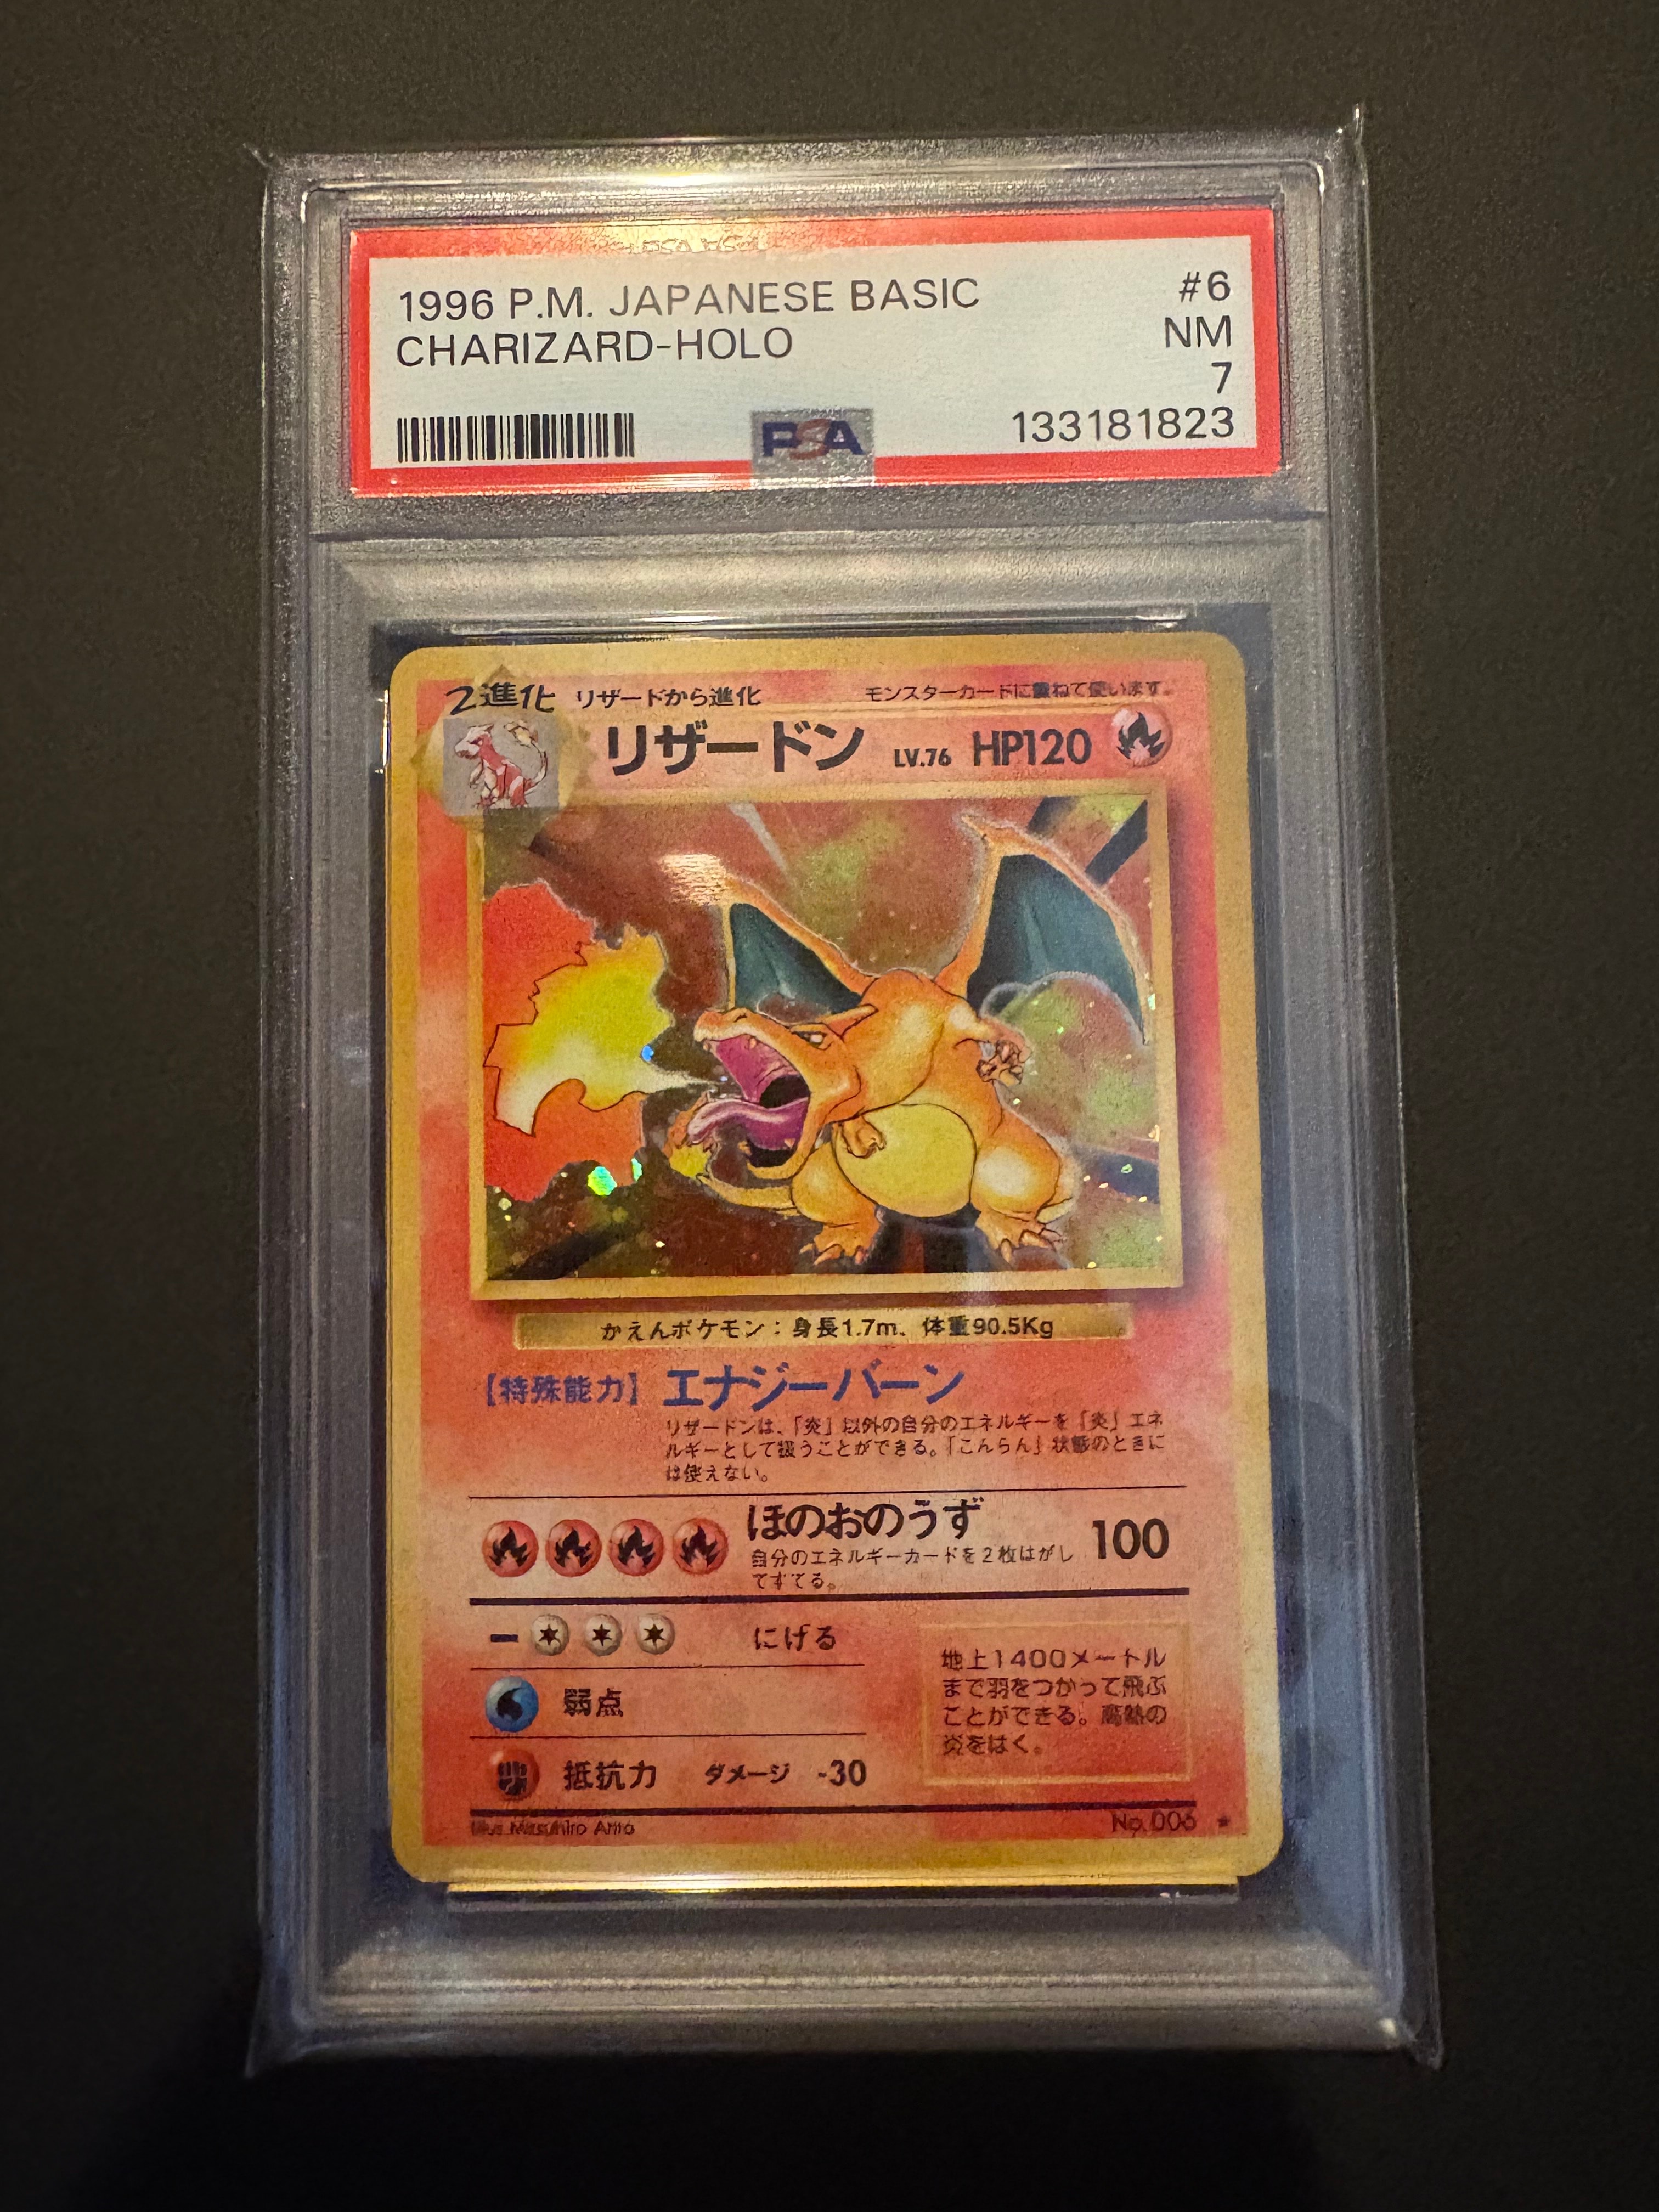 1996 P.M. JAPANESE BASIC #6
CHARIZARD-HOLO NM
7
PSA 133181823
2進化 リザードから進化 モンスターカードに重ねて使います。
リザードン LV.76 HP120
かえんポケモン：身長1.7m、体重90.5Kg
【特殊能力】エナジーバーン
リザードンは、「炎」以外の自分のエネルギーを「炎」エネ
ルギーとして扱うことができる。「こんらん」状態のときに
は使えない。
ほのおのうず 100
自分のエネルギーカードを2枚はがし
てすてる。
にげる
弱点
抵抗力 ダメージ -30
地上1400メートル
まで羽をつかって飛ぶ
ことができる。高熱の
炎をはく。
Illus. Mitsuhiro Arita No.006 ★